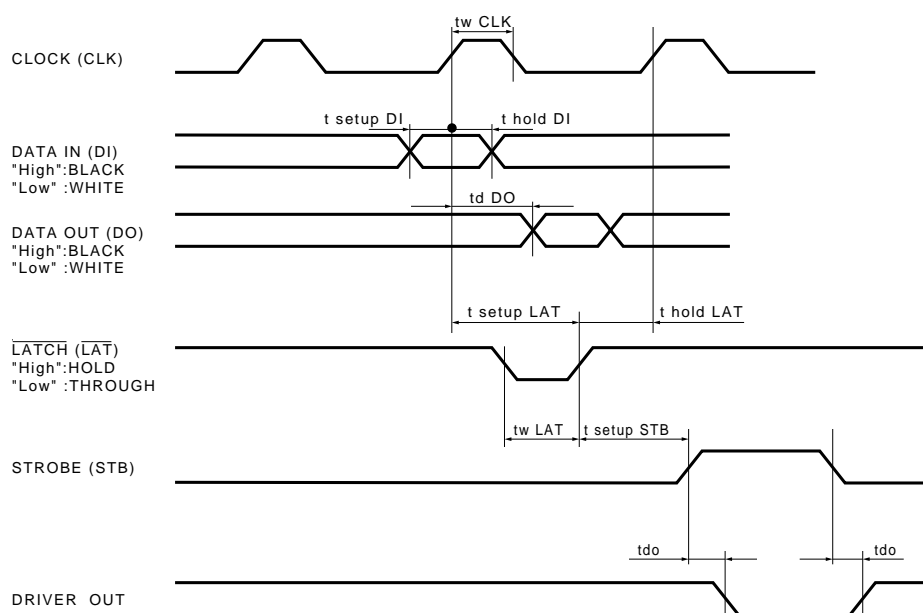 tw CLK
CLOCK (CLK)
t setup DI
t hold DI
DATA IN (DI)
"High":BLACK
"Low" :WHITE
td DO
DATA OUT (DO)
"High":BLACK
"Low" :WHITE
t setup LAT
t hold LAT
LATCH (LAT)
"High":HOLD
"Low" :THROUGH
tw LAT
t setup STB
STROBE (STB)
tdo
tdo
DRIVER OUT